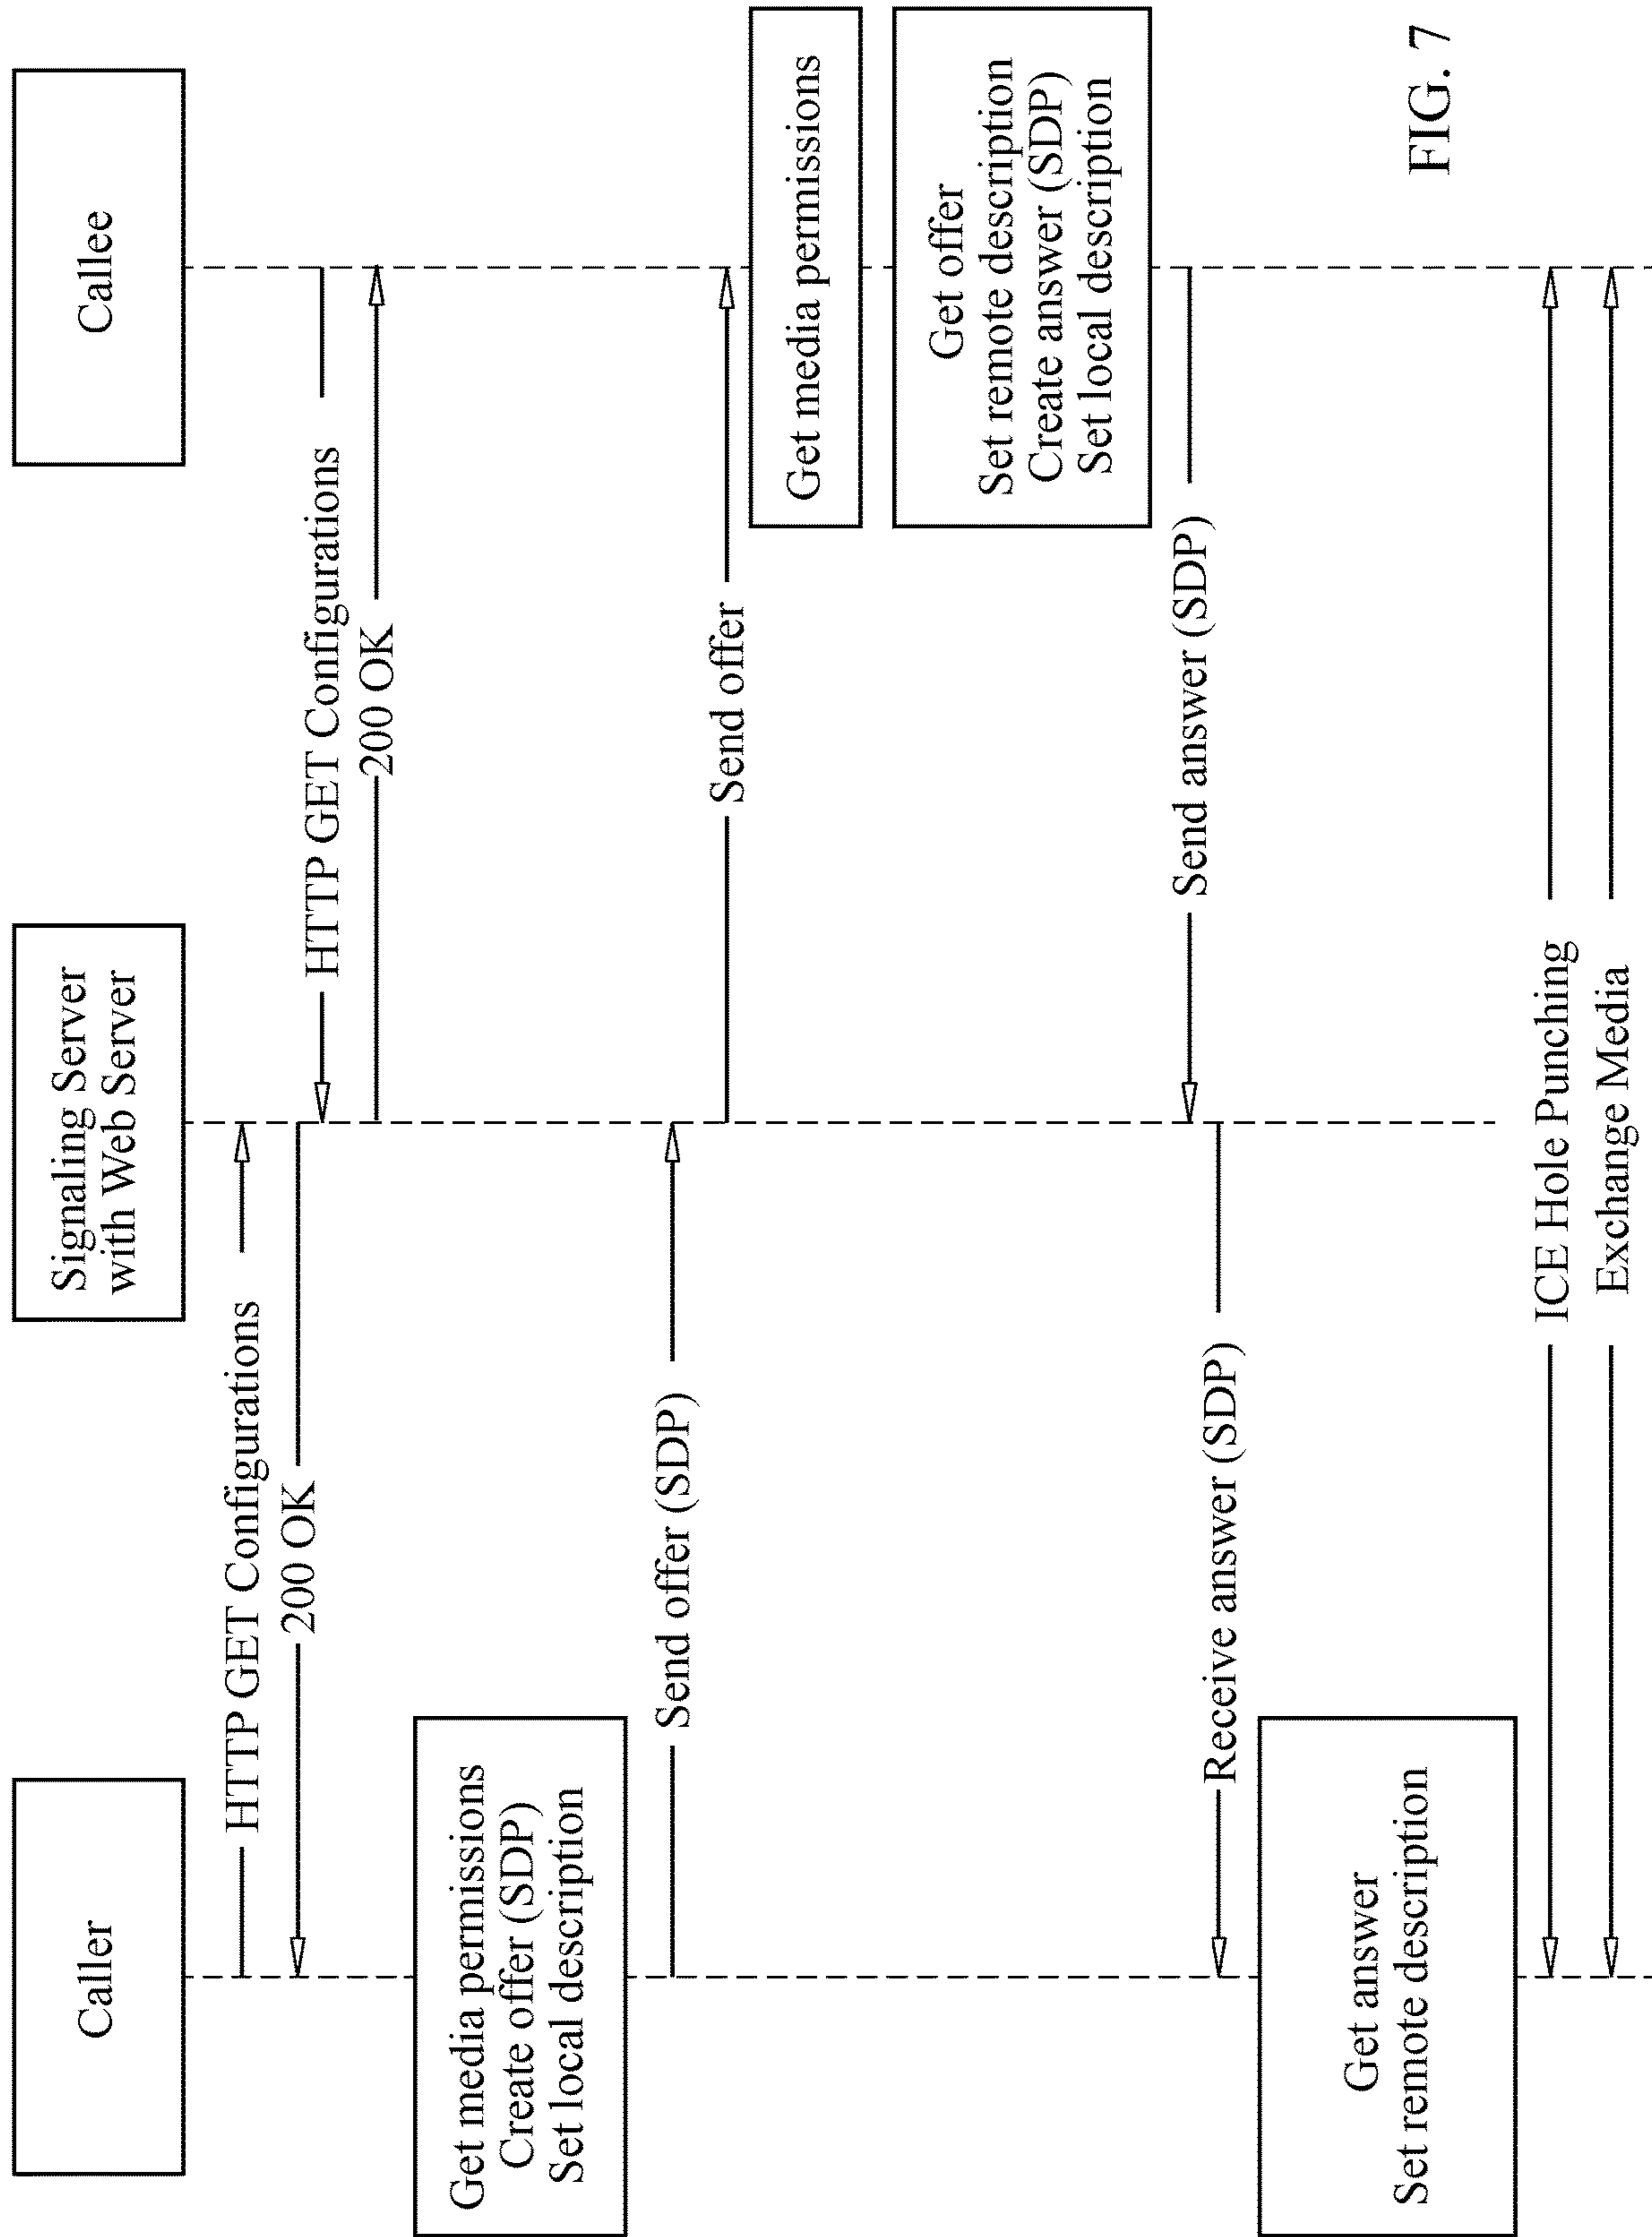 Caller
Signaling Server
with Web Server
Callee
HTTP GET Configurations
200 OK
HTTP GET Configurations
200 OK
Get media permissions
Create offer (SDP)
Set local description
Send offer (SDP)
Send offer
Get media permissions
Get offer
Set remote description
Create answer (SDP)
Set local description
Send answer (SDP)
Receive answer (SDP)
Get answer
Set remote description
ICE Hole Punching
Exchange Media
FIG. 7